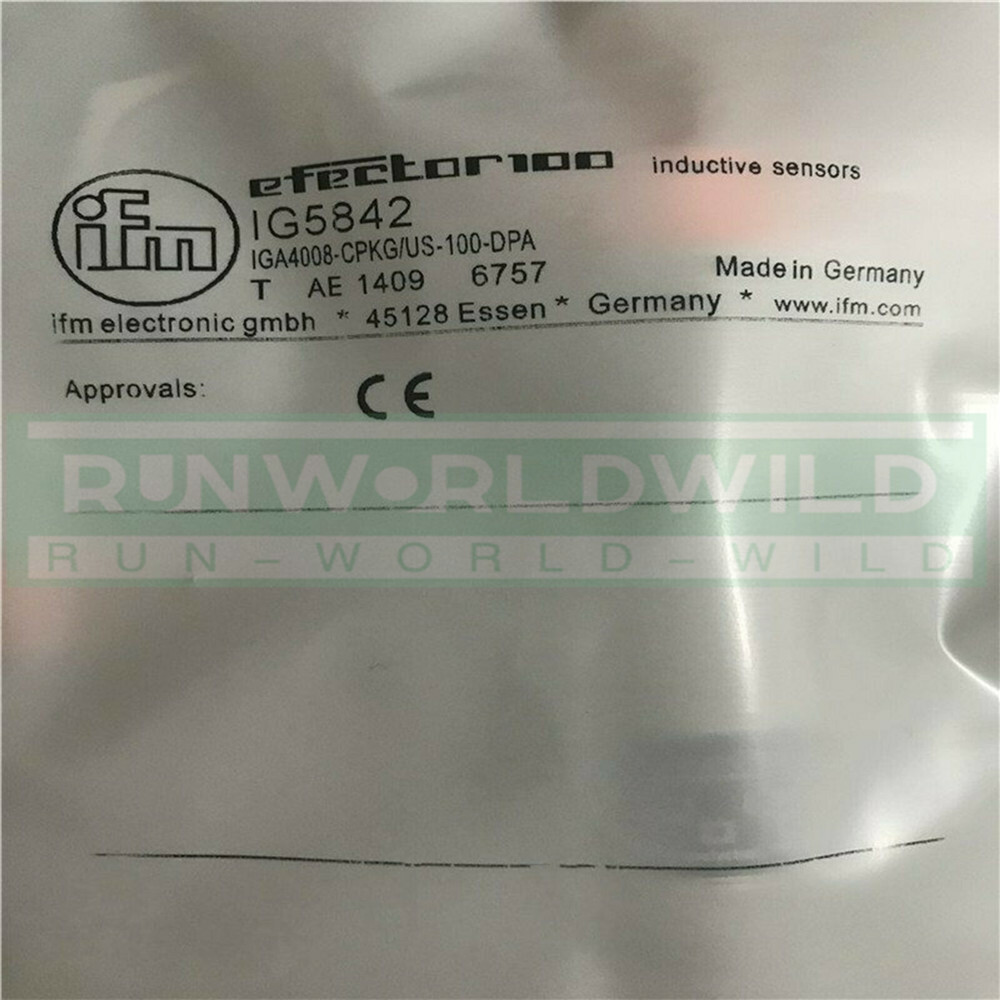 ifm
efector100 inductive sensors
IG5842
IGA4008-CPKG/US-100-DPA
T AE 1409 6757 Made in Germany
ifm electronic gmbh * 45128 Essen * Germany * www.ifm.com
Approvals: CE
RUNWORLDWILD
RUN-WORLD-WILD